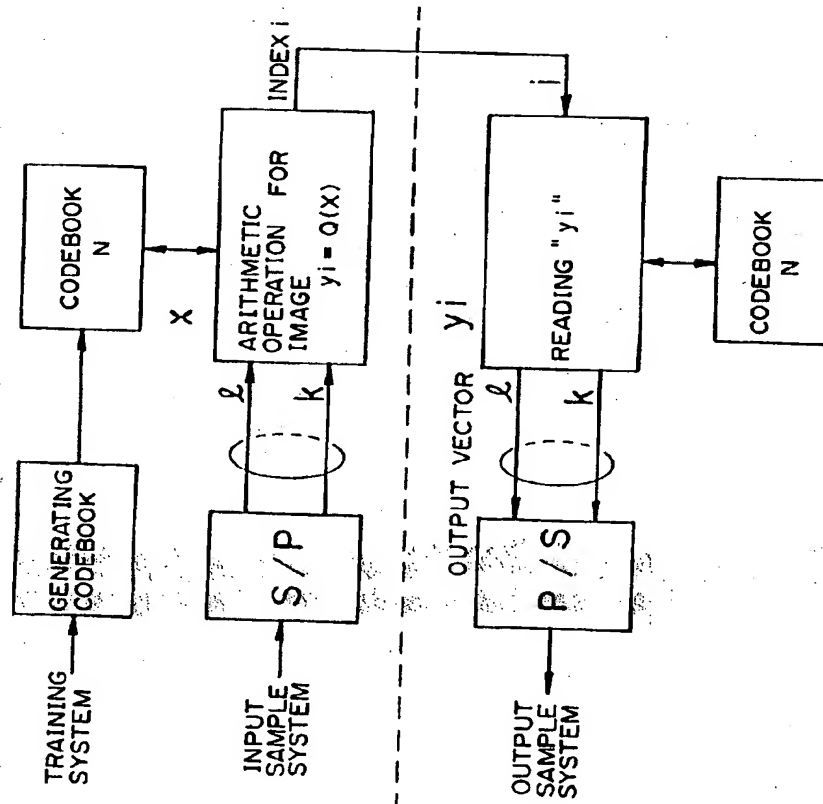 TRAINING
SYSTEM
GENERATING
CODEBOOK
CODEBOOK
N
INPUT
SAMPLE
SYSTEM
S/P
ℓ
k
X
ARITHMETIC
OPERATION FOR
IMAGE
yi = Q(X)
INDEX i
OUTPUT
SAMPLE
SYSTEM
P/S
OUTPUT VECTOR yi
ℓ
k
READING "yi"
i
CODEBOOK
N